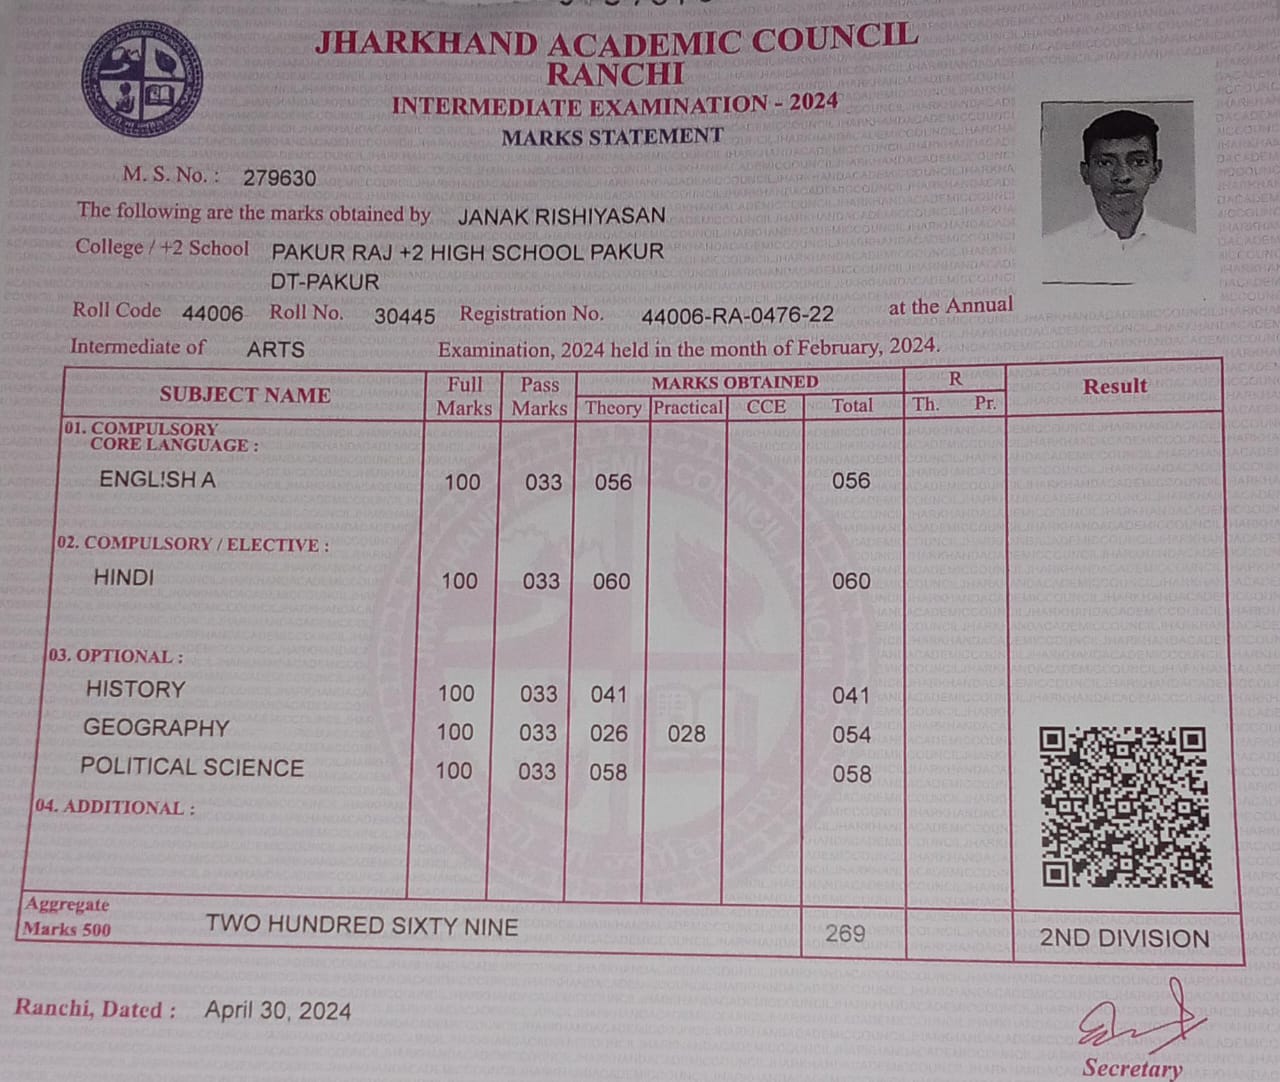 JHARKHAND ACADEMIC COUNCIL
RANCHI
INTERMEDIATE EXAMINATION - 2024
MARKS STATEMENT
M. S. No. : 279630
The following are the marks obtained by JANAK RISHIYASAN
College / +2 School PAKUR RAJ +2 HIGH SCHOOL PAKUR
DT-PAKUR
Roll Code 44006 Roll No. 30445 Registration No. 44006-RA-0476-22 at the Annual
Intermediate of ARTS Examination, 2024 held in the month of February, 2024.
SUBJECT NAME Full Marks Pass Marks MARKS OBTAINED R Result
Theory Practical CCE Total Th. Pr.
01. COMPULSORY
CORE LANGUAGE :
ENGLISH A 100 033 056 056
02. COMPULSORY / ELECTIVE :
HINDI 100 033 060 060
03. OPTIONAL :
HISTORY 100 033 041 041
GEOGRAPHY 100 033 026 028 054
POLITICAL SCIENCE 100 033 058 058
04. ADDITIONAL :
Aggregate
Marks 500 TWO HUNDRED SIXTY NINE 269 2ND DIVISION
Ranchi, Dated : April 30, 2024
Secretary